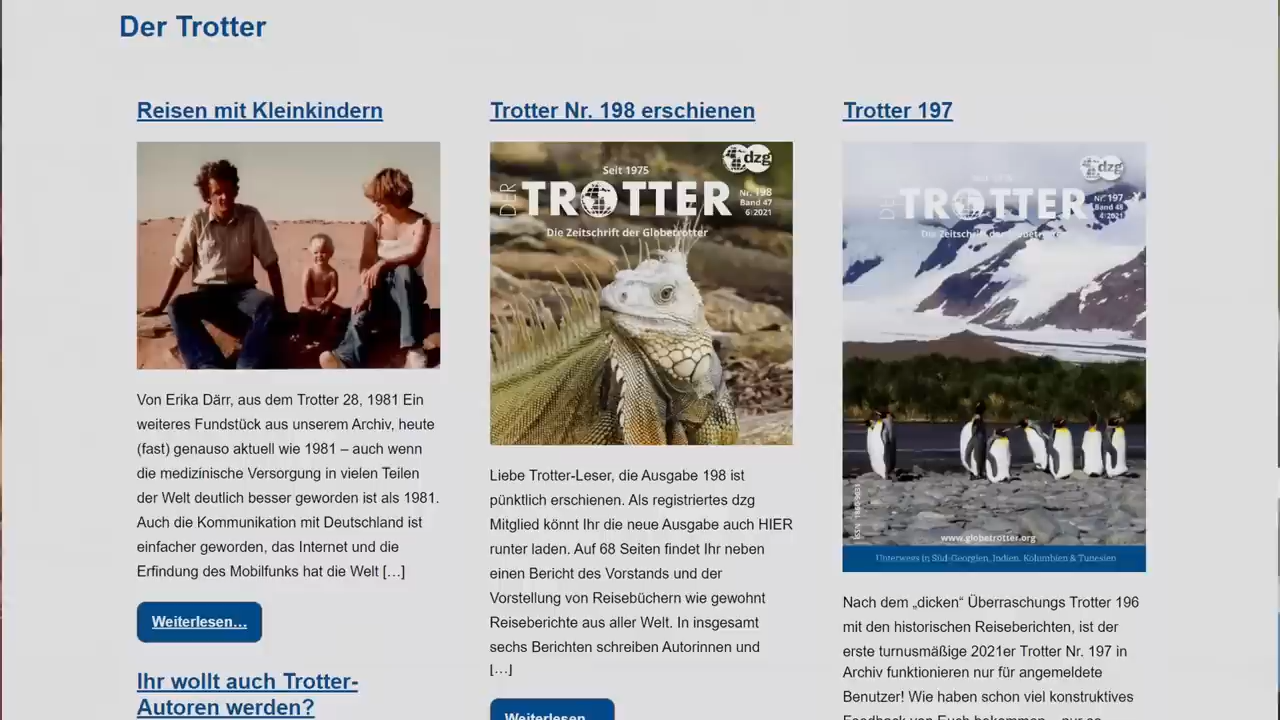 Der Trotter
Reisen mit Kleinkindern
Von Erika Därr, aus dem Trotter 28, 1981 Ein
weiteres Fundstück aus unserem Archiv, heute
(fast) genauso aktuell wie 1981 – auch wenn
die medizinische Versorgung in vielen Teilen
der Welt deutlich besser geworden ist als 1981.
Auch die Kommunikation mit Deutschland ist
einfacher geworden, das Internet und die
Erfindung des Mobilfunks hat die Welt […]
Weiterlesen…
Ihr wollt auch Trotter-
Autoren werden?
Trotter Nr. 198 erschienen
dzg
Seit 1975
DER TROTTER
Nr. 198
Band 47
6:2021
Die Zeitschrift der Globetrotter
Liebe Trotter-Leser, die Ausgabe 198 ist
pünktlich erschienen. Als registriertes dzg
Mitglied könnt Ihr die neue Ausgabe auch HIER
runter laden. Auf 68 Seiten findet Ihr neben
einen Bericht des Vorstands und der
Vorstellung von Reisebüchern wie gewohnt
Reiseberichte aus aller Welt. In insgesamt
sechs Berichten schreiben Autorinnen und
[…]
Weiterlesen…
Trotter 197
dzg
DER TROTTER
Nr. 197
Die Zeitschrift der Globetrotter
www.globetrotter.org
Unterwegs in Süd-Georgien, Indien, Kolumbien & Tunesien
Nach dem „dicken“ Überraschungs Trotter 196
mit den historischen Reiseberichten, ist der
erste turnusmäßige 2021er Trotter Nr. 197 in
Archiv funktionieren nur für angemeldete
Benutzer! Wie haben schon viel konstruktives